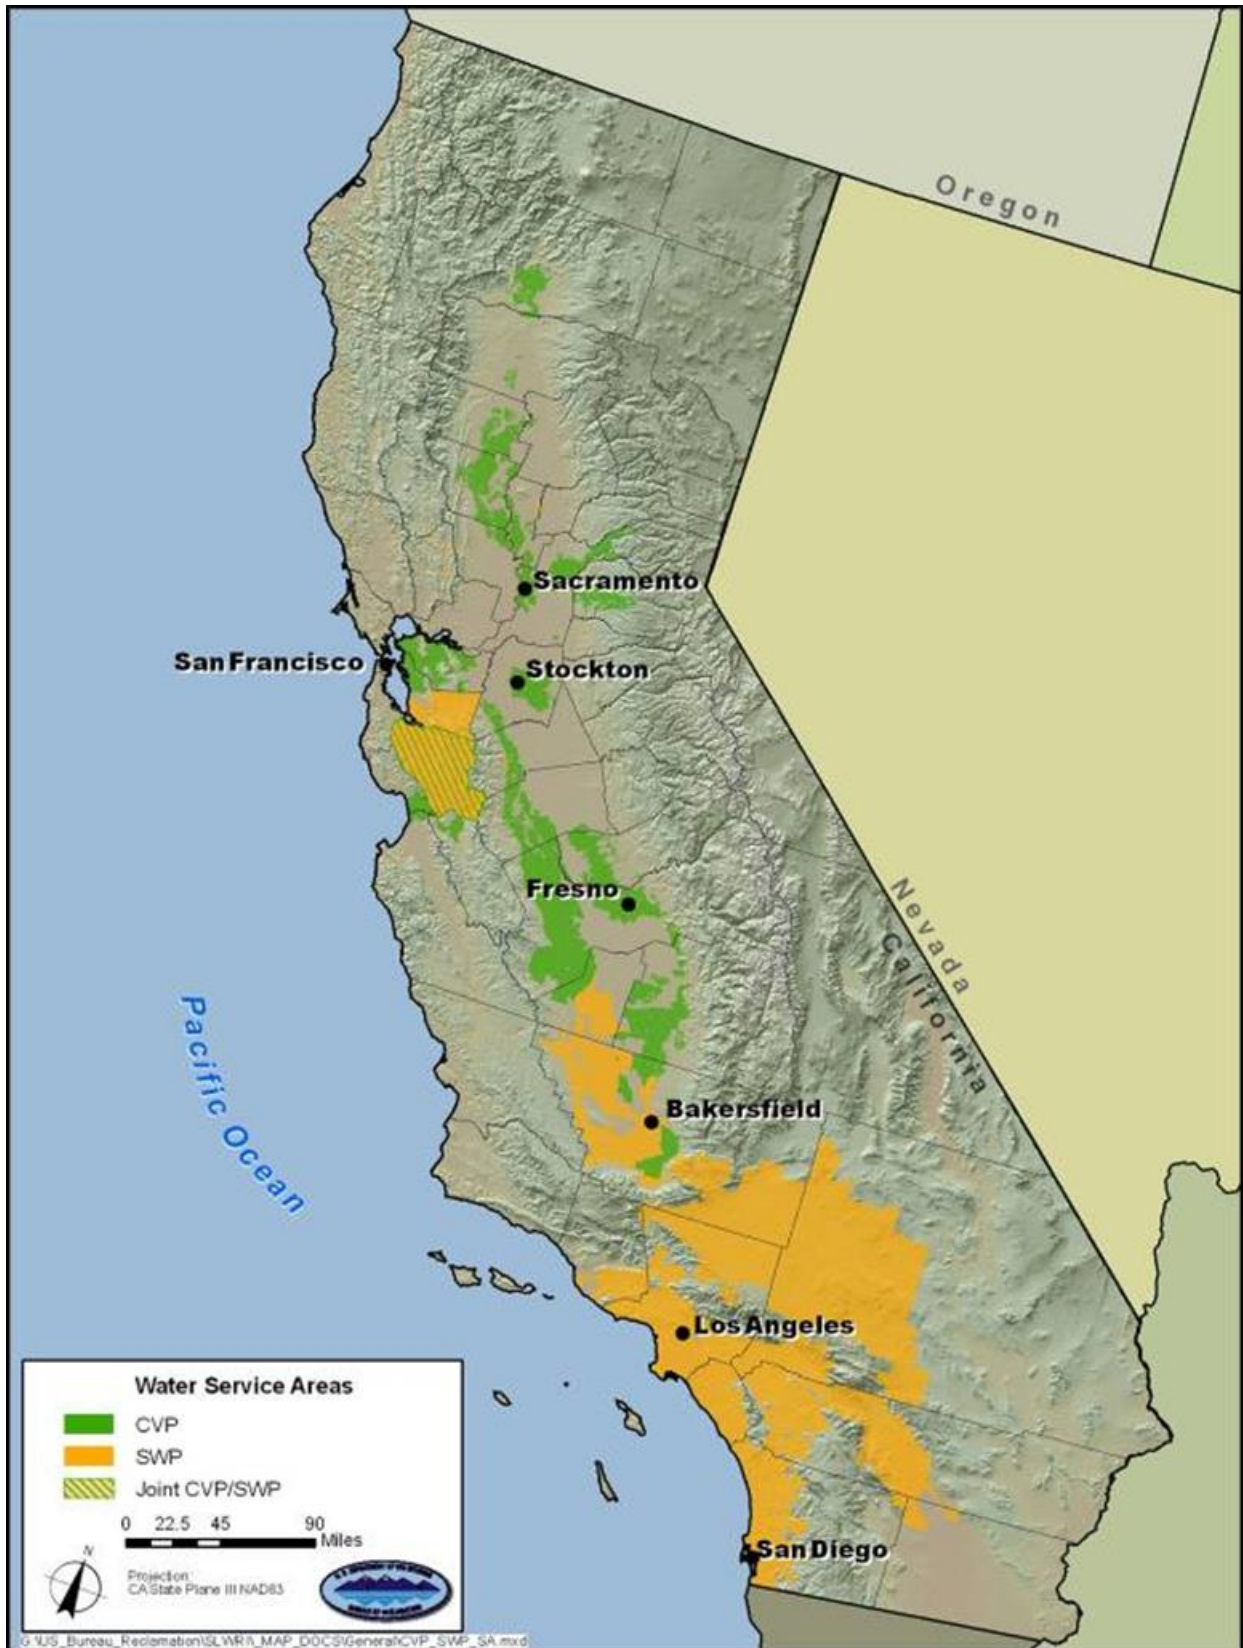 Oregon
Sacramento
San Francisco
Stockton
Fresno
Nevada
California
Pacific Ocean
Bakersfield
Los Angeles
San Diego
Water Service Areas
CVP
SWP
Joint CVP/SWP
0 22.5 45 90
Miles
N
Projection:
CA State Plane III NAD83